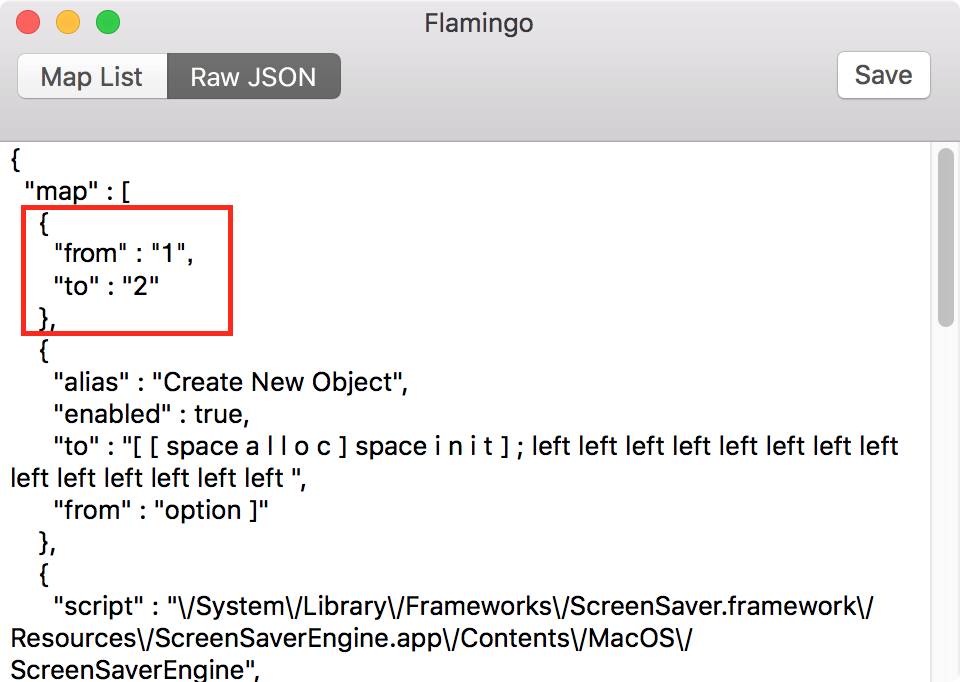 Flamingo
Map List Raw JSON Save
{
"map" : [
{
"from" : "1",
"to" : "2"
},
{
"alias" : "Create New Object",
"enabled" : true,
"to" : "[ [ space a l l o c ] space i n i t ] ; left left left left left left left left
left left left left left left ",
"from" : "option ]"
},
{
"script" : "\/System\/Library\/Frameworks\/ScreenSaver.framework\/
Resources\/ScreenSaverEngine.app\/Contents\/MacOS\/
ScreenSaverEngine",